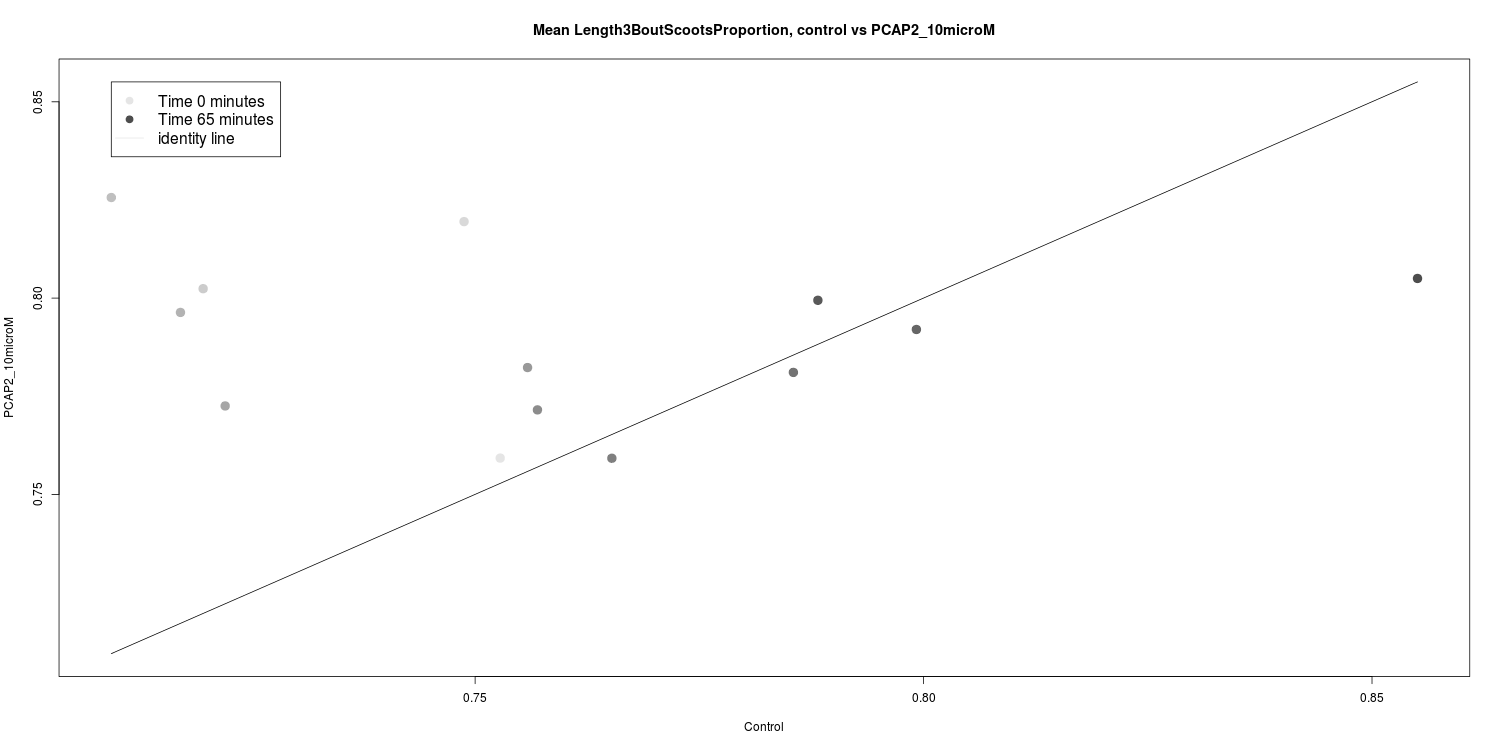 Mean Length3BoutScootsProportion, control vs PCAP2_10microM
Time 0 minutes
Time 65 minutes
identity line
0.85
0.80
0.75
PCAP2_10microM
0.75
0.80
0.85
Control